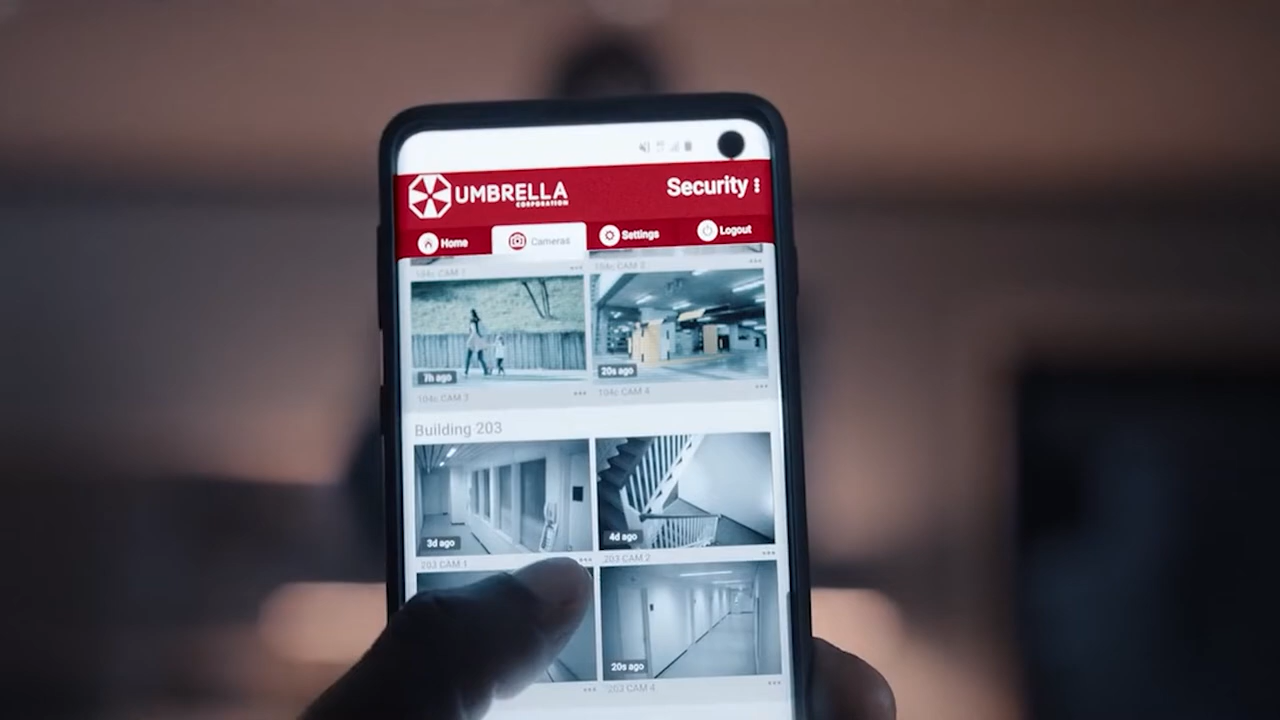 UMBRELLA
CORPORATION
Security
Home
Cameras
Settings
Logout
104c CAM 1
104c CAM 2
7h ago
20s ago
104c CAM 3
104c CAM 4
Building 203
3d ago
4d ago
203 CAM 1
203 CAM 2
20s ago
203 CAM 4